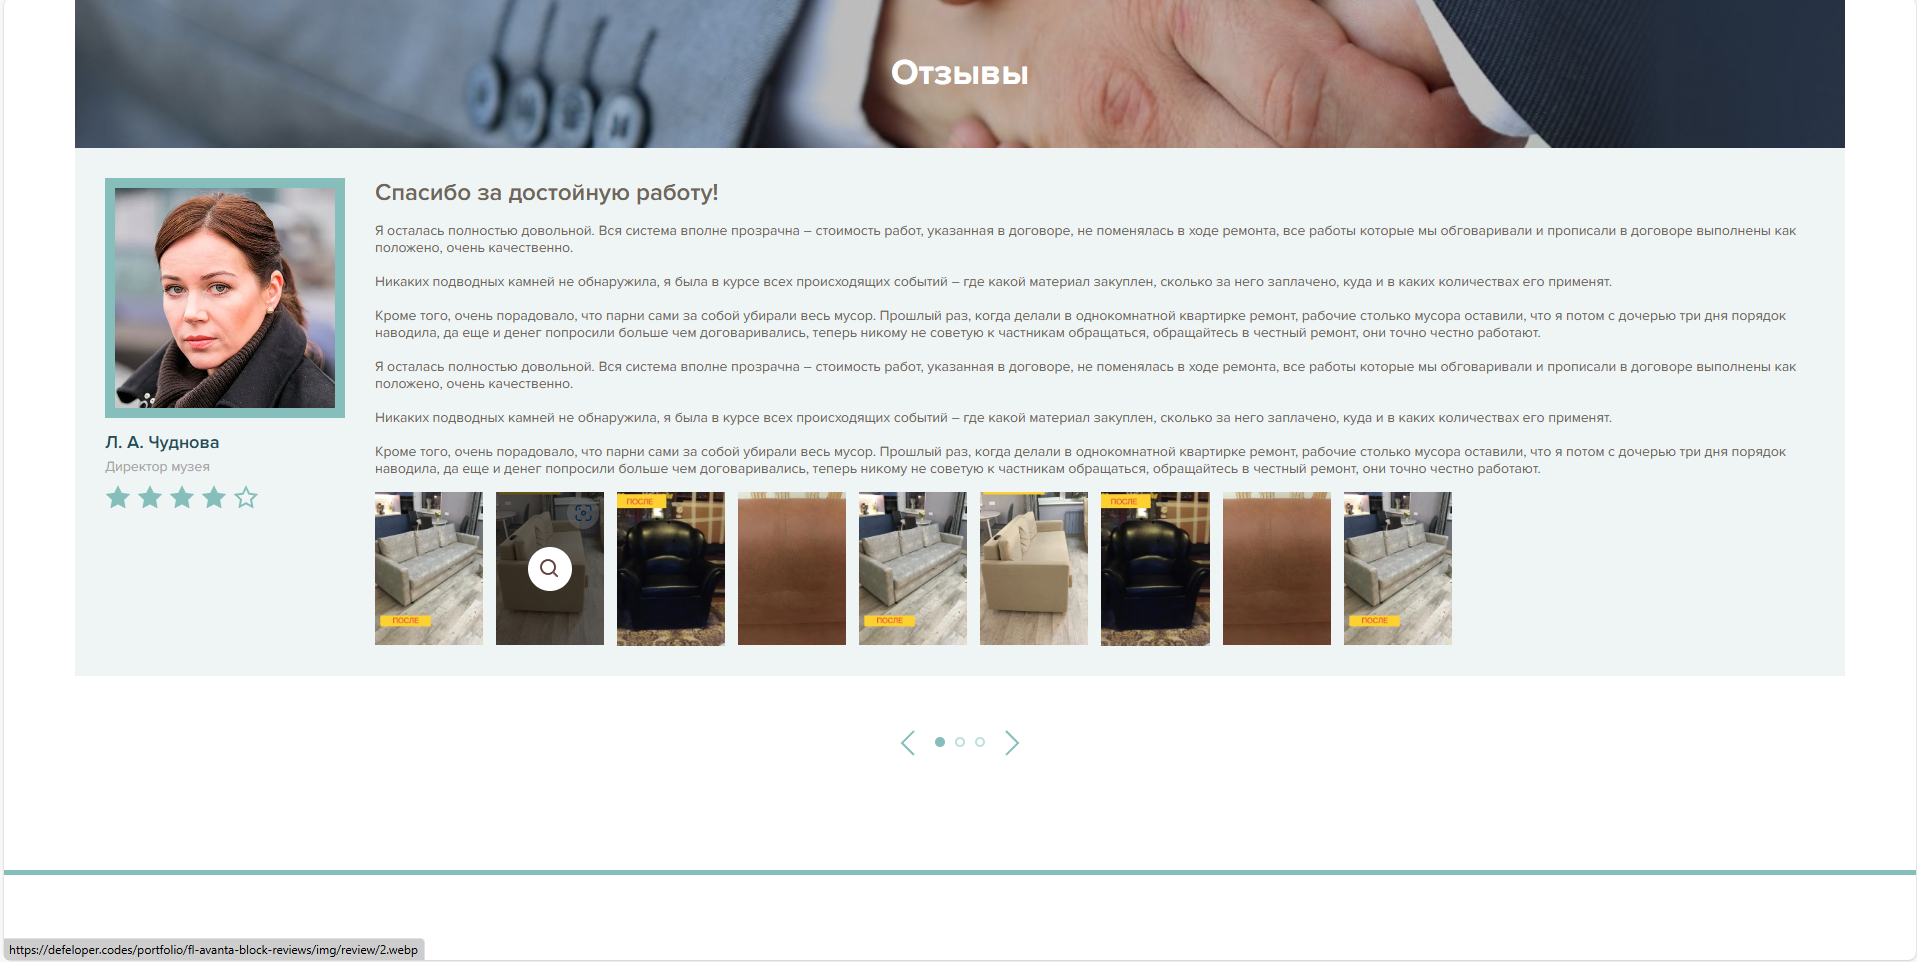 Отзывы
Спасибо за достойную работу!
Я осталась полностью довольной. Вся система вполне прозрачна – стоимость работ, указанная в договоре, не поменялась в ходе ремонта, все работы которые мы обговаривали и прописали в договоре выполнены как
положено, очень качественно.
Никаких подводных камней не обнаружила, я была в курсе всех происходящих событий – где какой материал закуплен, сколько за него заплачено, куда и в каких количествах его применят.
Кроме того, очень порадовало, что парни сами за собой убирали весь мусор. Прошлый раз, когда делали в однокомнатной квартирке ремонт, рабочие столько мусора оставили, что я потом с дочерью три дня порядок
наводила, да еще и денег попросили больше чем договаривались, теперь никому не советую к частникам обращаться, обращайтесь в честный ремонт, они точно честно работают.
Я осталась полностью довольной. Вся система вполне прозрачна – стоимость работ, указанная в договоре, не поменялась в ходе ремонта, все работы которые мы обговаривали и прописали в договоре выполнены как
положено, очень качественно.
Никаких подводных камней не обнаружила, я была в курсе всех происходящих событий – где какой материал закуплен, сколько за него заплачено, куда и в каких количествах его применят.
Кроме того, очень порадовало, что парни сами за собой убирали весь мусор. Прошлый раз, когда делали в однокомнатной квартирке ремонт, рабочие столько мусора оставили, что я потом с дочерью три дня порядок
наводила, да еще и денег попросили больше чем договаривались, теперь никому не советую к частникам обращаться, обращайтесь в честный ремонт, они точно честно работают.
Л. А. Чуднова
Директор музея
ПОСЛЕ
ПОСЛЕ
ПОСЛЕ
ПОСЛЕ
ПОСЛЕ
https://defeloper.codes/portfolio/fl-avanta-block-reviews/img/review/2.webp